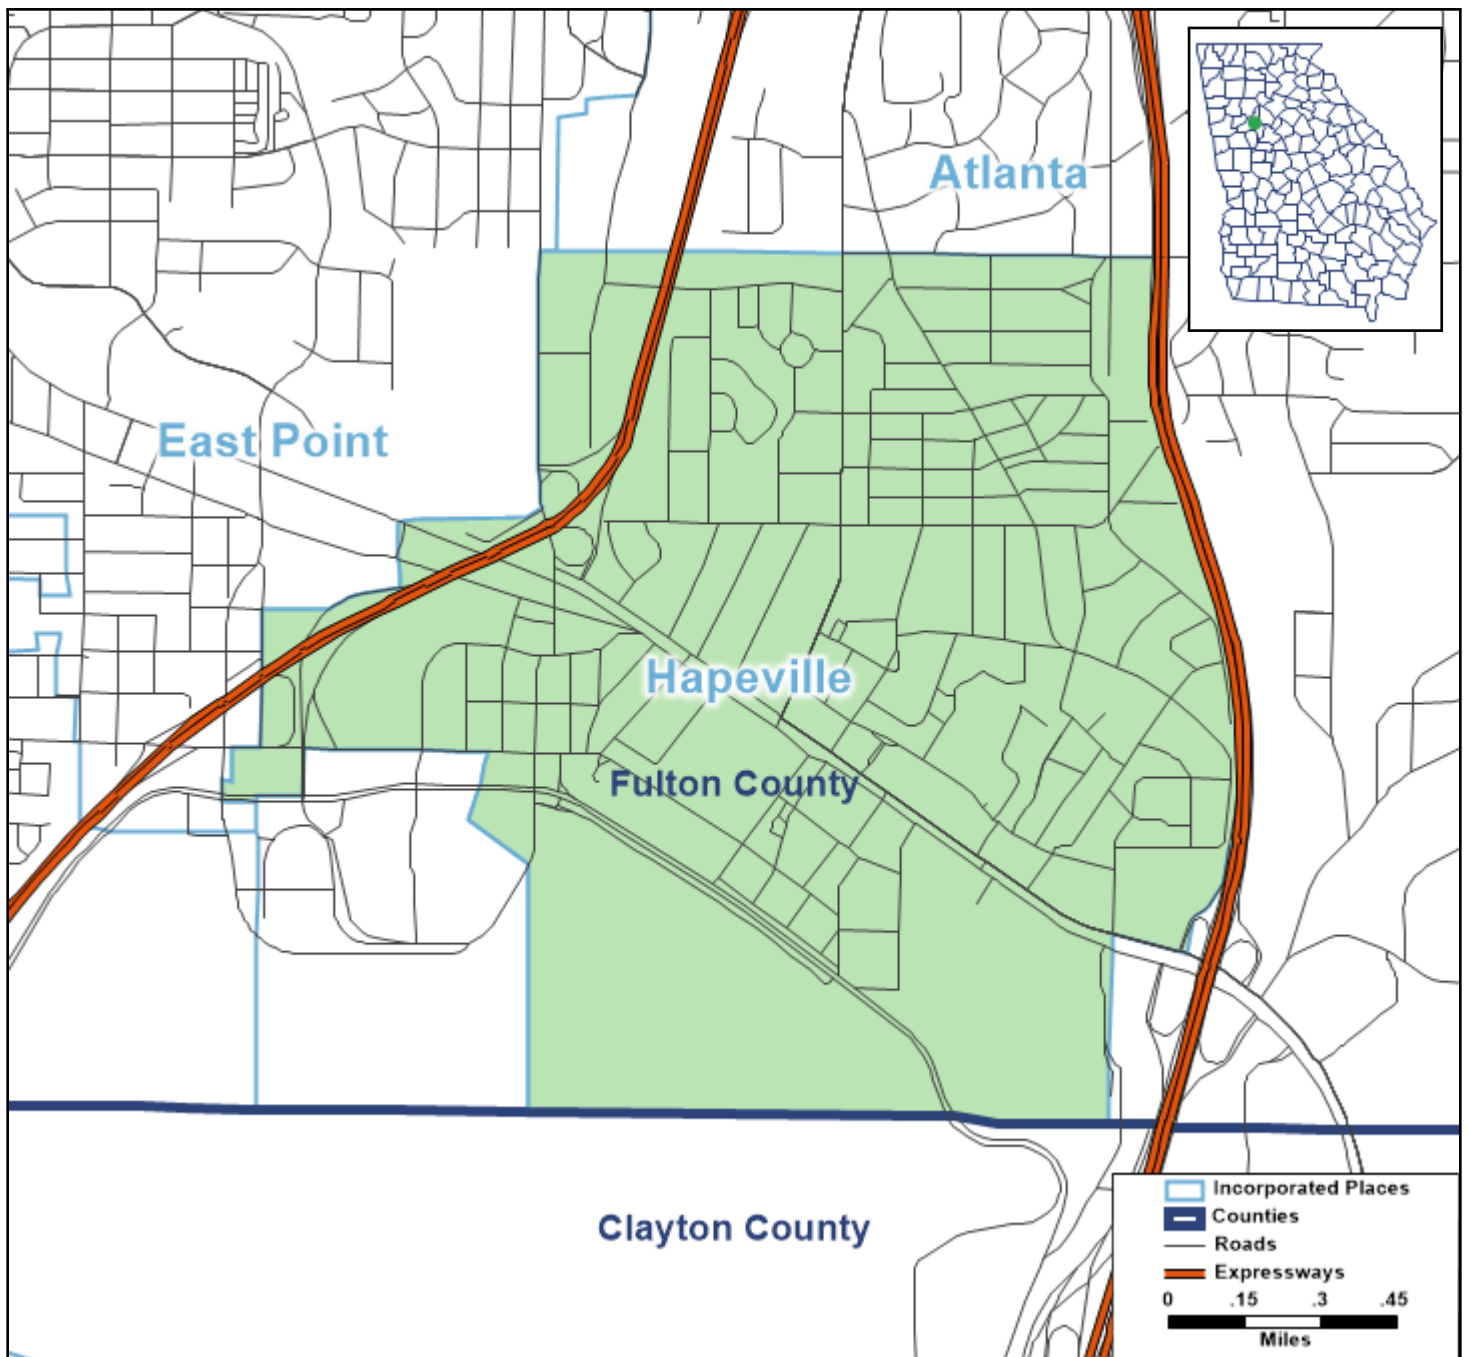 Atlanta
East Point
Hapeville
Fulton County
Clayton County
Incorporated Places
Counties
Roads
Expressways
0 .15 .3 .45
Miles